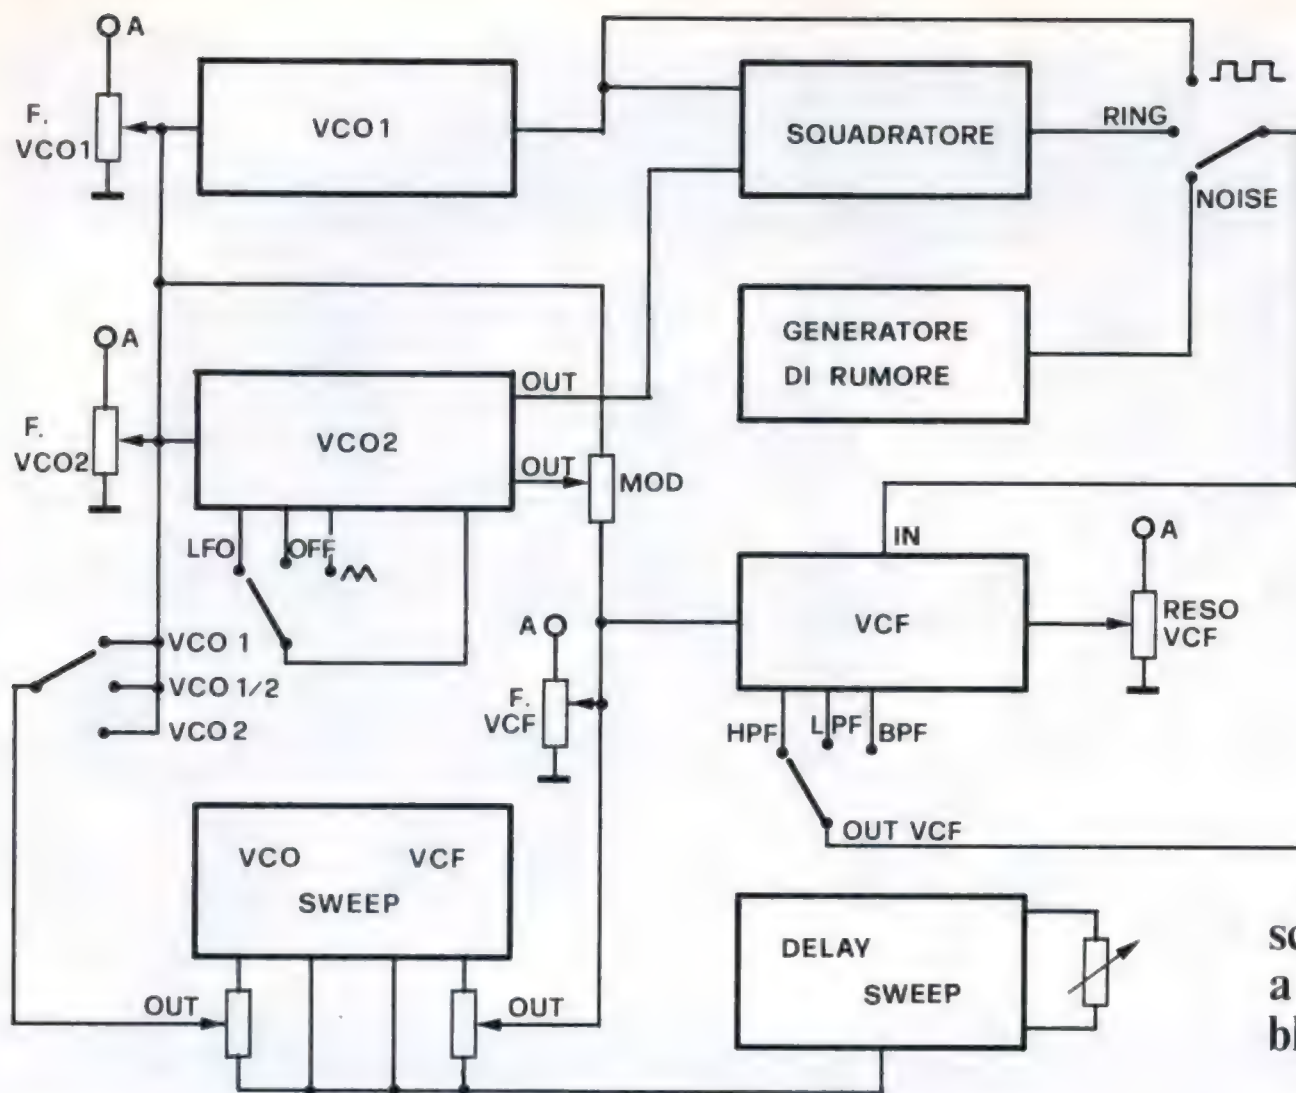 A
F.
VCO1
VCO1
SQUADRATORE
RING
NOISE
A
F.
VCO2
VCO2
OUT
OUT
MOD
LFO
OFF
GENERATORE
DI RUMORE
IN
VCF
A
RESO
VCF
HPF
LPF
BPF
OUT VCF
VCO 1
VCO 1/2
VCO 2
A
F.
VCF
VCO VCF
SWEEP
OUT
OUT
DELAY
SWEEP
a